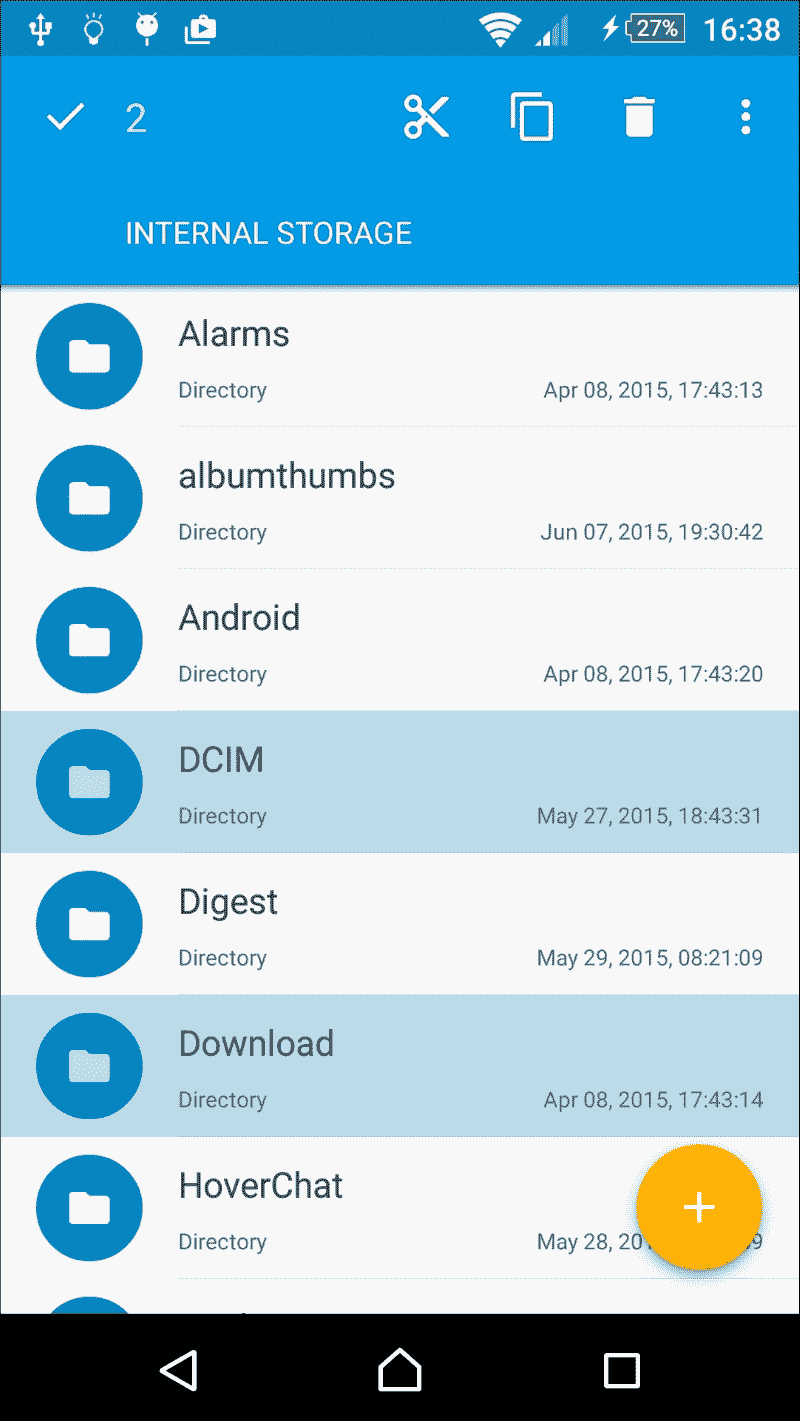 27% 16:38
2
INTERNAL STORAGE
Alarms
Directory Apr 08, 2015, 17:43:13
albumthumbs
Directory Jun 07, 2015, 19:30:42
Android
Directory Apr 08, 2015, 17:43:20
DCIM
Directory May 27, 2015, 18:43:31
Digest
Directory May 29, 2015, 08:21:09
Download
Directory Apr 08, 2015, 17:43:14
HoverChat
Directory May 28,